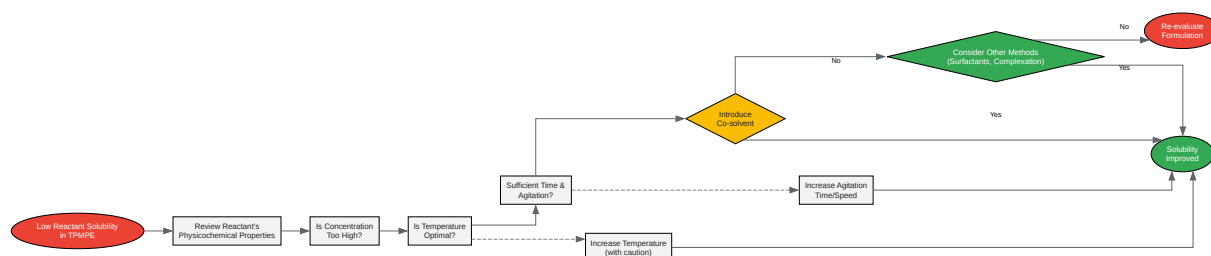 No
Re-evaluate
Formulation
Consider Other Methods
(Surfactants, Complexation)
No
Yes
Introduce
Co-solvent
Yes
Solubility
Improved
Sufficient Time &
Agitation?
Increase Agitation
Time/Speed
Low Reactant Solubility
in TPMPE
Review Reactant's
Physicochemical Properties
Is Concentration
Too High?
Is Temperature
Optimal?
Increase Temperature
(with caution)